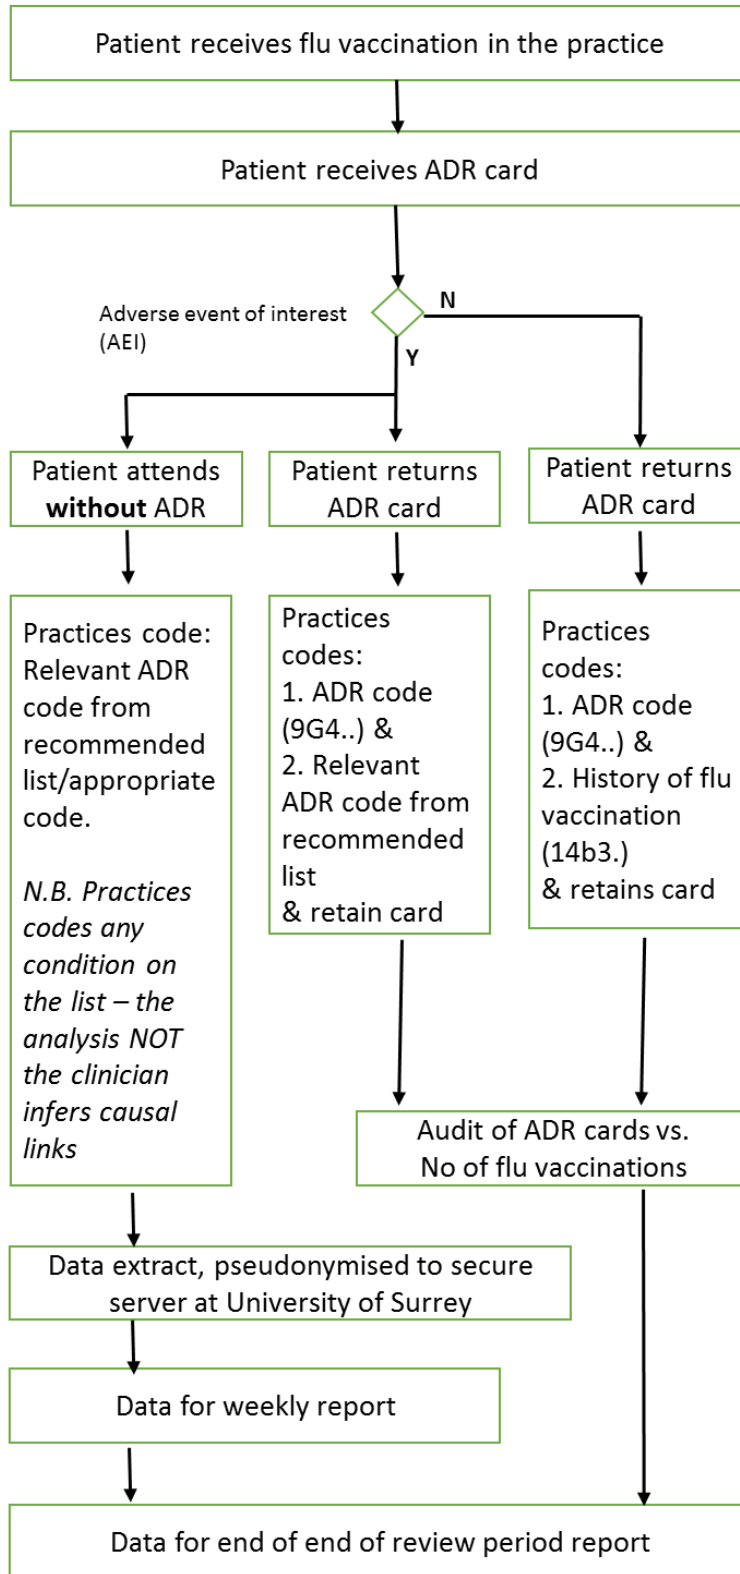 Patient receives flu vaccination in the practice
Patient receives ADR card
Adverse event of interest
(AEI)
N
Y
Patient attends
without ADR
Patient returns
ADR card
Patient returns
ADR card
Practices code:
Relevant ADR
code from
recommended
list/appropriate
code.
N.B. Practices
codes any
condition on
the list – the
analysis NOT
the clinician
infers causal
links
Practices
codes:
1. ADR code
(9G4..) &
2. Relevant
ADR code from
recommended
list
& retain card
Practices
codes:
1. ADR code
(9G4..) &
2. History of flu
vaccination
(14b3.)
& retains card
Audit of ADR cards vs.
No of flu vaccinations
Data extract, pseudonymised to secure
server at University of Surrey
Data for weekly report
Data for end of end of review period report